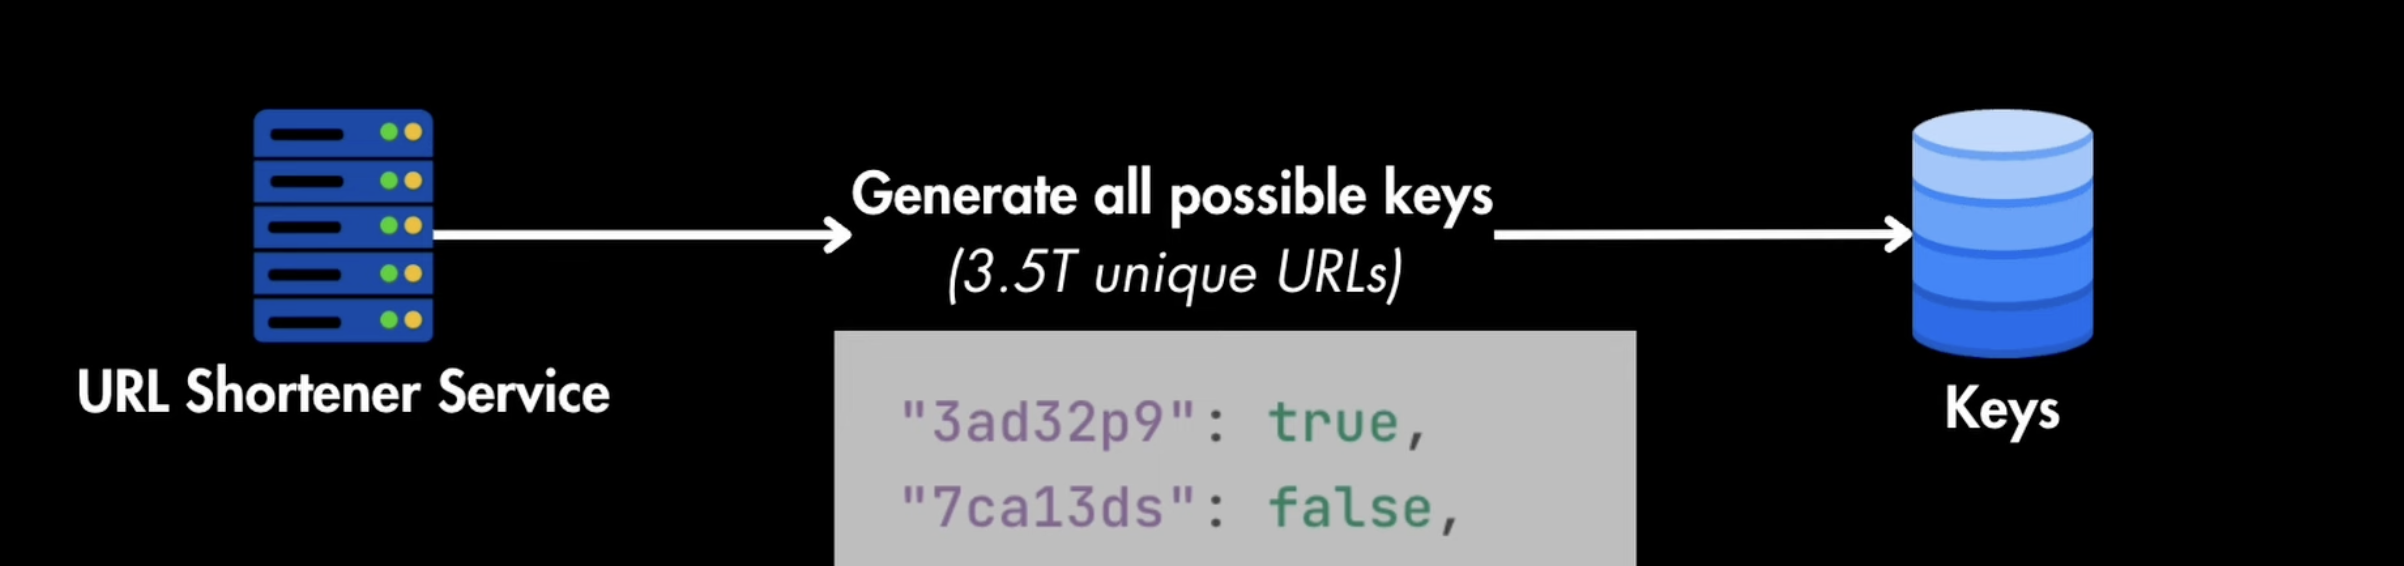 Generate all possible keys
(3.5T unique URLs)
URL Shortener Service
Keys
"3ad32p9": true,
"7ca13ds": false,